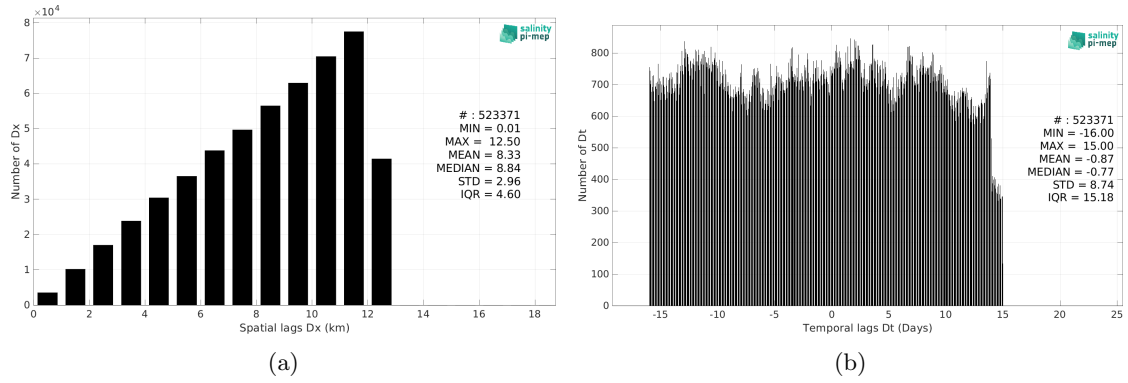 ×10⁴
8
7
6
5
4
3
2
1
0
Number of Dx
0 2 4 6 8 10 12 14 16 18
Spatial lags Dx (km)
salinity
pi-mep
# : 523371
MIN = 0.01
MAX = 12.50
MEAN = 8.33
MEDIAN = 8.84
STD = 2.96
IQR = 4.60
(a)
800
700
600
500
400
300
200
100
0
Number of Dt
-15 -10 -5 0 5 10 15 20 25
Temporal lags Dt (Days)
salinity
pi-mep
# : 523371
MIN = -16.00
MAX = 15.00
MEAN = -0.87
MEDIAN = -0.77
STD = 8.74
IQR = 15.18
(b)